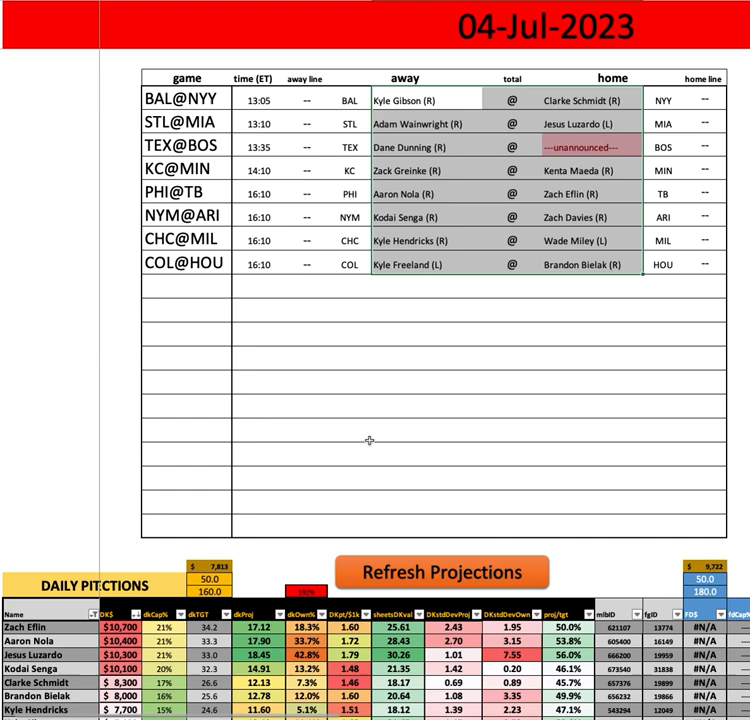 04-Jul-2023
game time (ET) away line away total home home line
BAL@NYY 13:05 -- BAL Kyle Gibson (R) @ Clarke Schmidt (R) NYY --
STL@MIA 13:10 -- STL Adam Wainwright (R) @ Jesus Luzardo (L) MIA --
TEX@BOS 13:35 -- TEX Dane Dunning (R) @ ---unannounced--- BOS --
KC@MIN 14:10 -- KC Zack Greinke (R) @ Kenta Maeda (R) MIN --
PHI@TB 16:10 -- PHI Aaron Nola (R) @ Zach Eflin (R) TB --
NYM@ARI 16:10 -- NYM Kodai Senga (R) @ Zach Davies (R) ARI --
CHC@MIL 16:10 -- CHC Kyle Hendricks (R) @ Wade Miley (L) MIL --
COL@HOU 16:10 -- COL Kyle Freeland (L) @ Brandon Bielak (R) HOU --
$ 7,813 $ 9,722
DAILY 50.0 Refresh Projections 50.0
160.0 180.0
Name DK$ dkCap% dkTGT dkProj dkOwn% DKpt/$1k sheetsDKval DKstdDevProj DKstdDevOwn proj/tgt mlbID fgID FD$ fdCap%
Zach Eflin $10,700 21% 34.2 17.12 18.3% 1.60 25.61 2.43 1.95 50.0% 621107 13774 #N/A
Aaron Nola $10,400 21% 33.3 17.90 33.7% 1.72 28.43 2.70 3.15 53.8% 605400 16149 #N/A
Jesus Luzardo $10,300 21% 33.0 18.45 42.8% 1.79 30.26 1.01 7.55 56.0% 666200 19959 #N/A
Kodai Senga $10,100 20% 32.3 14.91 13.2% 1.48 21.35 1.42 0.20 46.1% 673540 31838 #N/A
Clarke Schmidt $ 8,300 17% 26.6 12.13 7.3% 1.46 18.17 0.69 0.89 45.7% 657376 19899 #N/A
Brandon Bielak $ 8,000 16% 25.6 12.78 12.0% 1.60 20.64 1.08 3.35 49.9% 656232 19866 #N/A
Kyle Hendricks $ 7,700 15% 24.6 11.60 5.1% 1.51 18.12 1.39 2.23 47.1% 543294 12049 #N/A